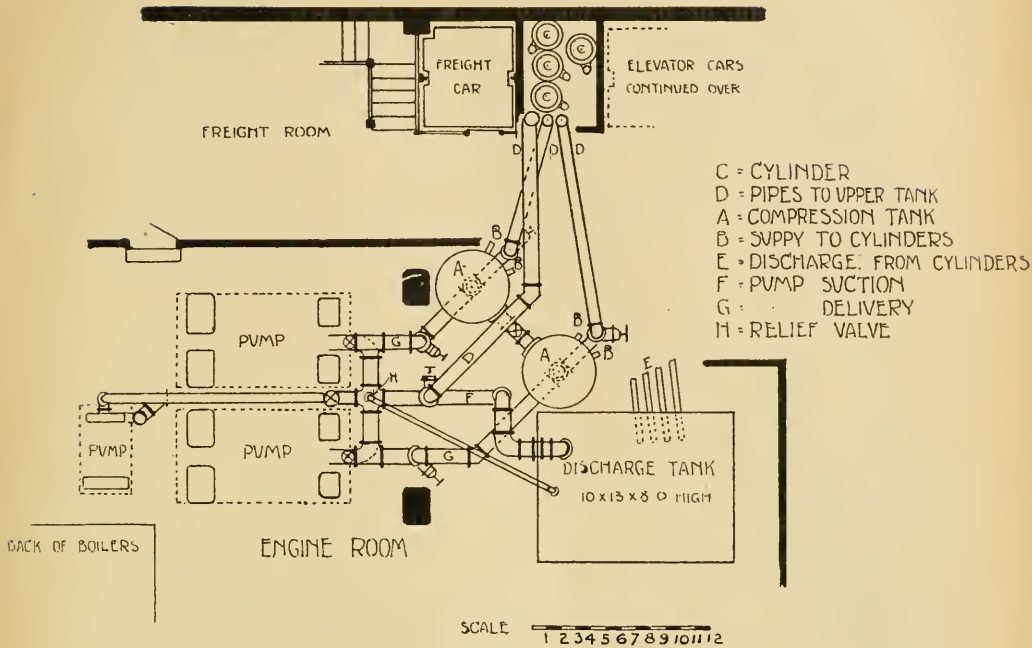 FREIGHT CAR
C
C
C
C
ELEVATOR CARS
CONTINUED OVER
FREIGHT ROOM
D
D
D
C = CYLINDER
D = PIPES TO UPPER TANK
A = COMPRESSION TANK
B = SUPPY TO CYLINDERS
E = DISCHARGE FROM CYLINDERS
F = PUMP SUCTION
G = DELIVERY
H = RELIEF VALVE
B
B
A
PUMP
G
B
B
A
D
H
J
F
E
PUMP
PUMP
G
DISCHARGE TANK
10 x 13 x 8 0 HIGH
BACK OF BOILERS
ENGINE ROOM
SCALE
1 2 3 4 5 6 7 8 9 10 11 12